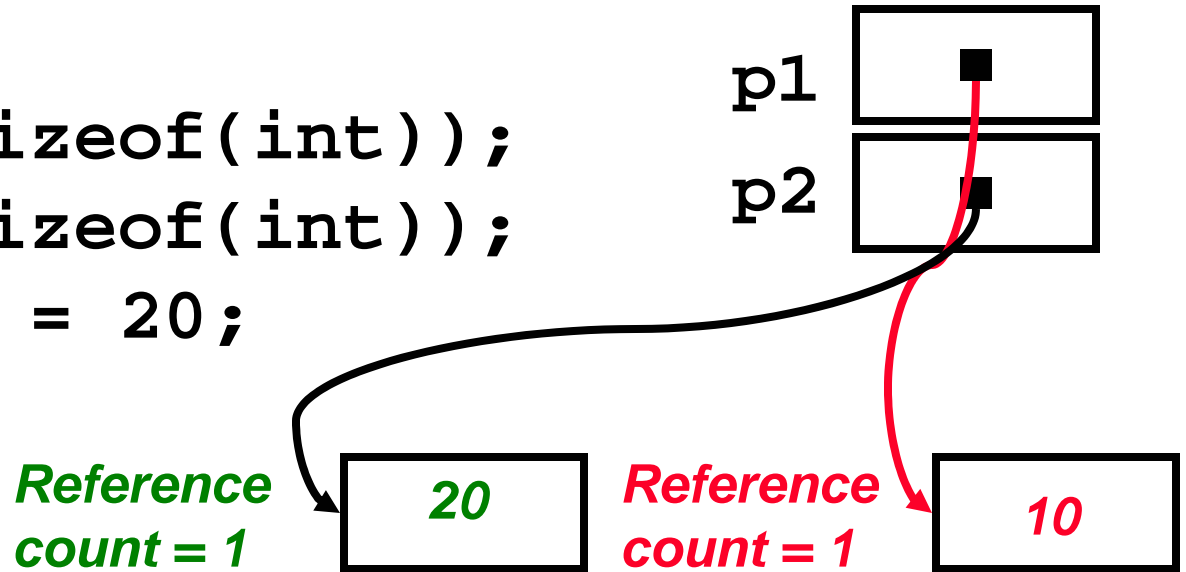 p1
izeof(int));
p2
izeof(int));
= 20;
Reference
count = 1
20
Reference
count = 1
10